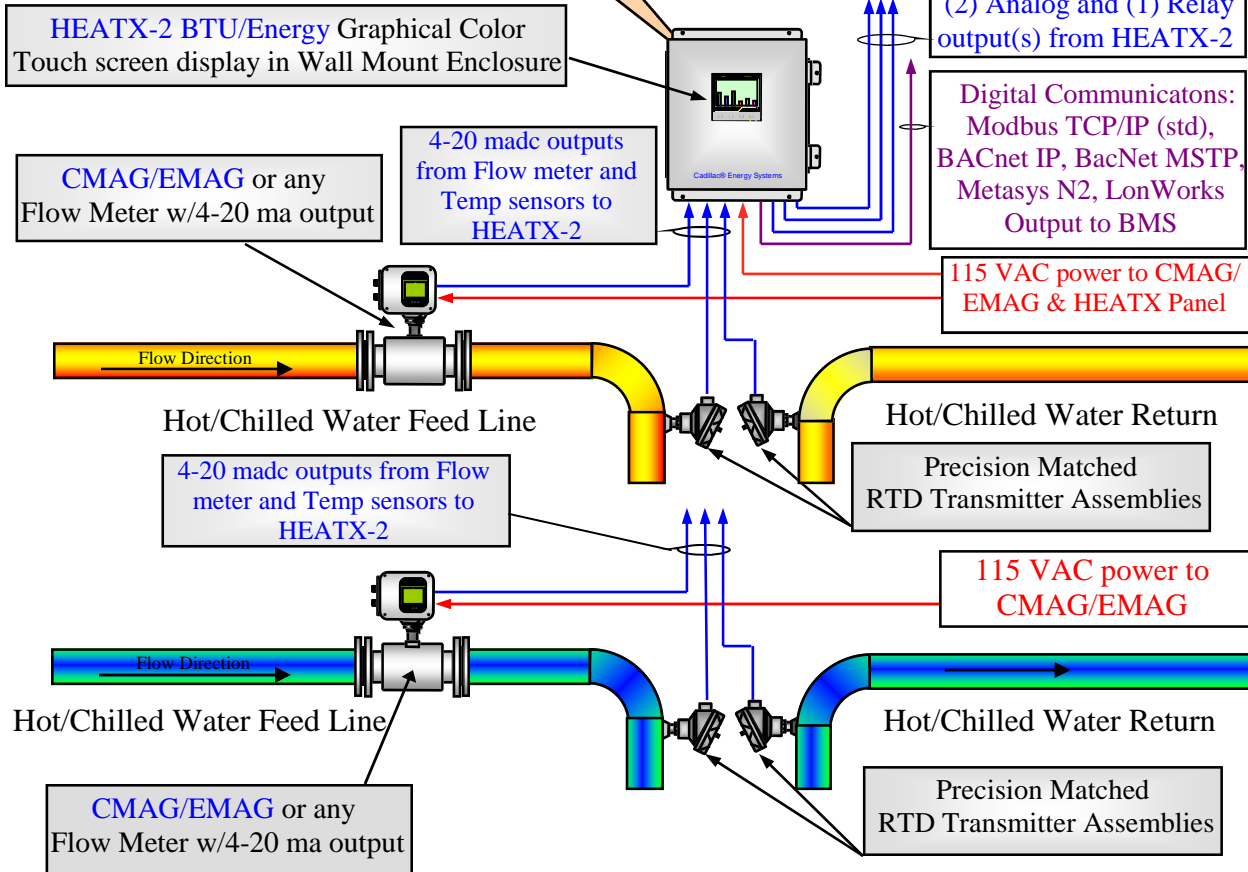 HEATX-2 BTU/Energy Graphical Color
Touch screen display in Wall Mount Enclosure
(2) Analog and (1) Relay
output(s) from HEATX-2
Digital Communicatons:
Modbus TCP/IP (std),
BACnet IP, BacNet MSTP,
Metasys N2, LonWorks
Output to BMS
4-20 madc outputs
from Flow meter and
Temp sensors to
HEATX-2
Cadillac® Energy Systems
CMAG/EMAG or any
Flow Meter w/4-20 ma output
115 VAC power to CMAG/
EMAG & HEATX Panel
Flow Direction
Hot/Chilled Water Feed Line
Hot/Chilled Water Return
4-20 madc outputs from Flow
meter and Temp sensors to
HEATX-2
Precision Matched
RTD Transmitter Assemblies
115 VAC power to
CMAG/EMAG
Flow Direction
Hot/Chilled Water Feed Line
Hot/Chilled Water Return
CMAG/EMAG or any
Flow Meter w/4-20 ma output
Precision Matched
RTD Transmitter Assemblies